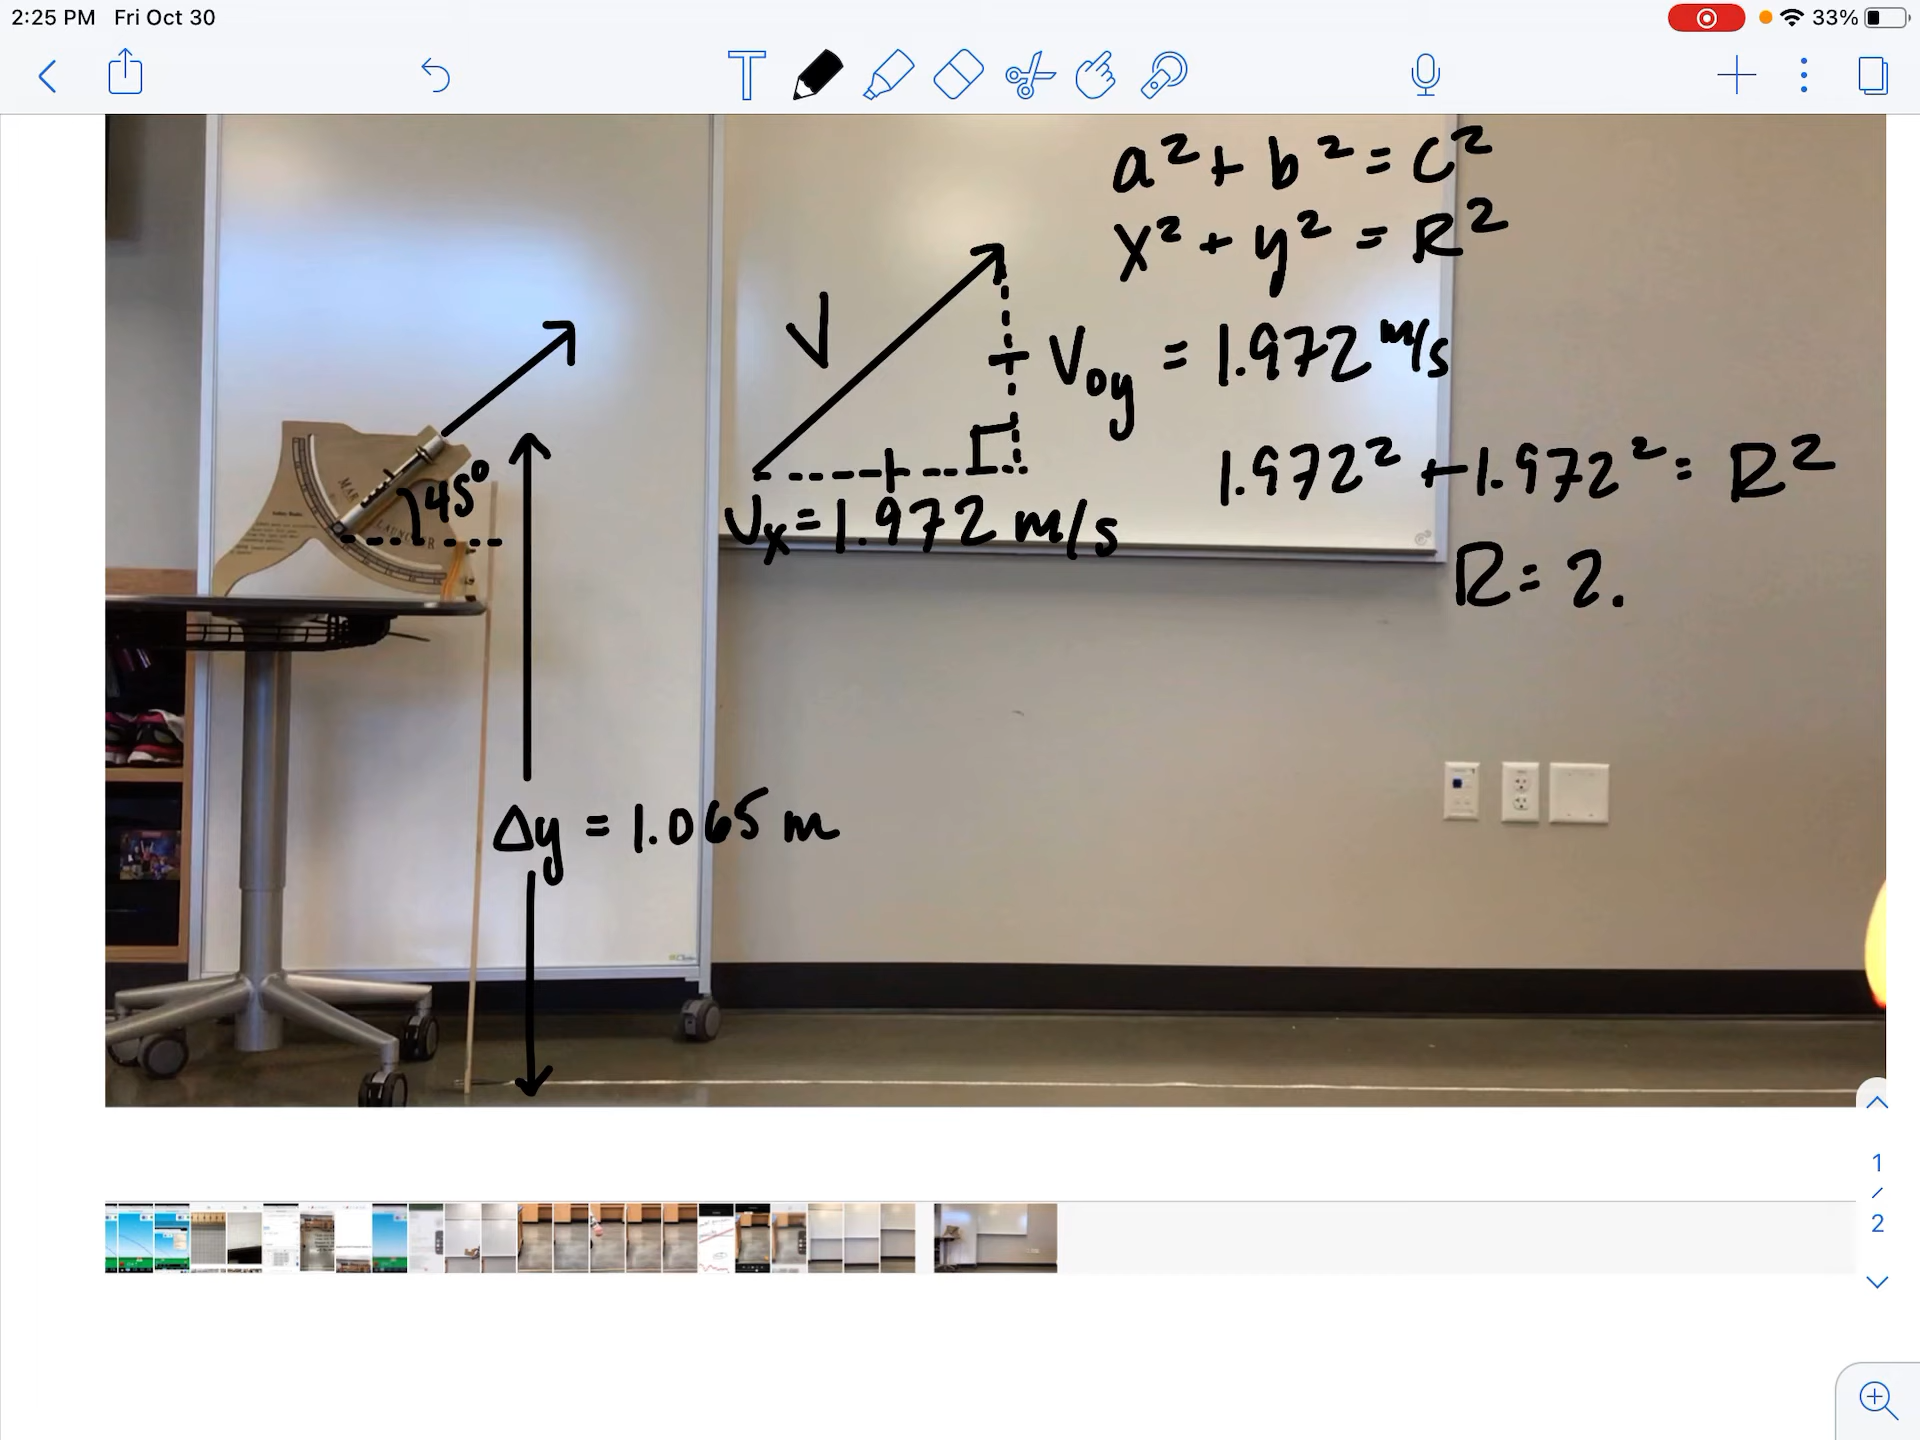 2:25 PM Fri Oct 30
33%
T
a² + b² = c²
x² + y² = R²
V
V₀y = 1.972 m/s
45°
1.972² + 1.972² = R²
LAUNCHER
Vx = 1.972 m/s
R = 2.
Δy = 1.065 m
1
/
2